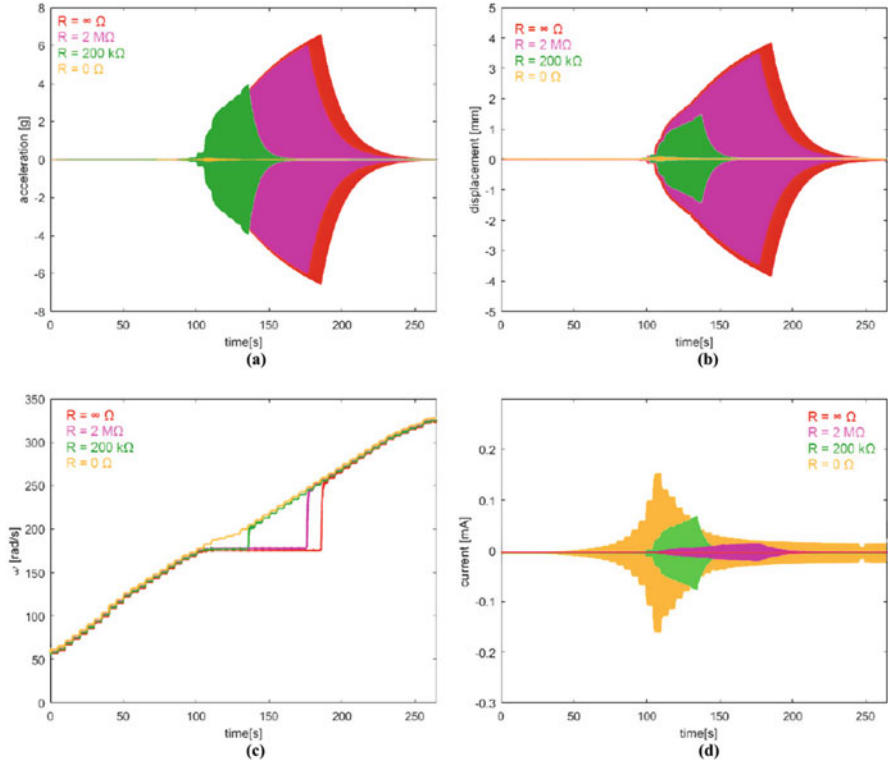 R = ∞ Ω
R = 2 MΩ
R = 200 kΩ
R = 0 Ω
8
6
4
2
0
-2
-4
-6
-8
acceleration [g]
0 50 100 150 200 250
time[s]
(a)
R = ∞ Ω
R = 2 MΩ
R = 200 kΩ
R = 0 Ω
5
4
3
2
1
0
-1
-2
-3
-4
-5
displacement [mm]
0 50 100 150 200 250
time[s]
(b)
R = ∞ Ω
R = 2 MΩ
R = 200 kΩ
R = 0 Ω
350
300
250
200
150
100
50
0
[rad/s]
0 50 100 150 200 250
time[s]
(c)
R = ∞ Ω
R = 2 MΩ
R = 200 kΩ
R = 0 Ω
0.2
0.1
0
-0.1
-0.2
-0.3
current [mA]
0 50 100 150 200 250
time[s]
(d)